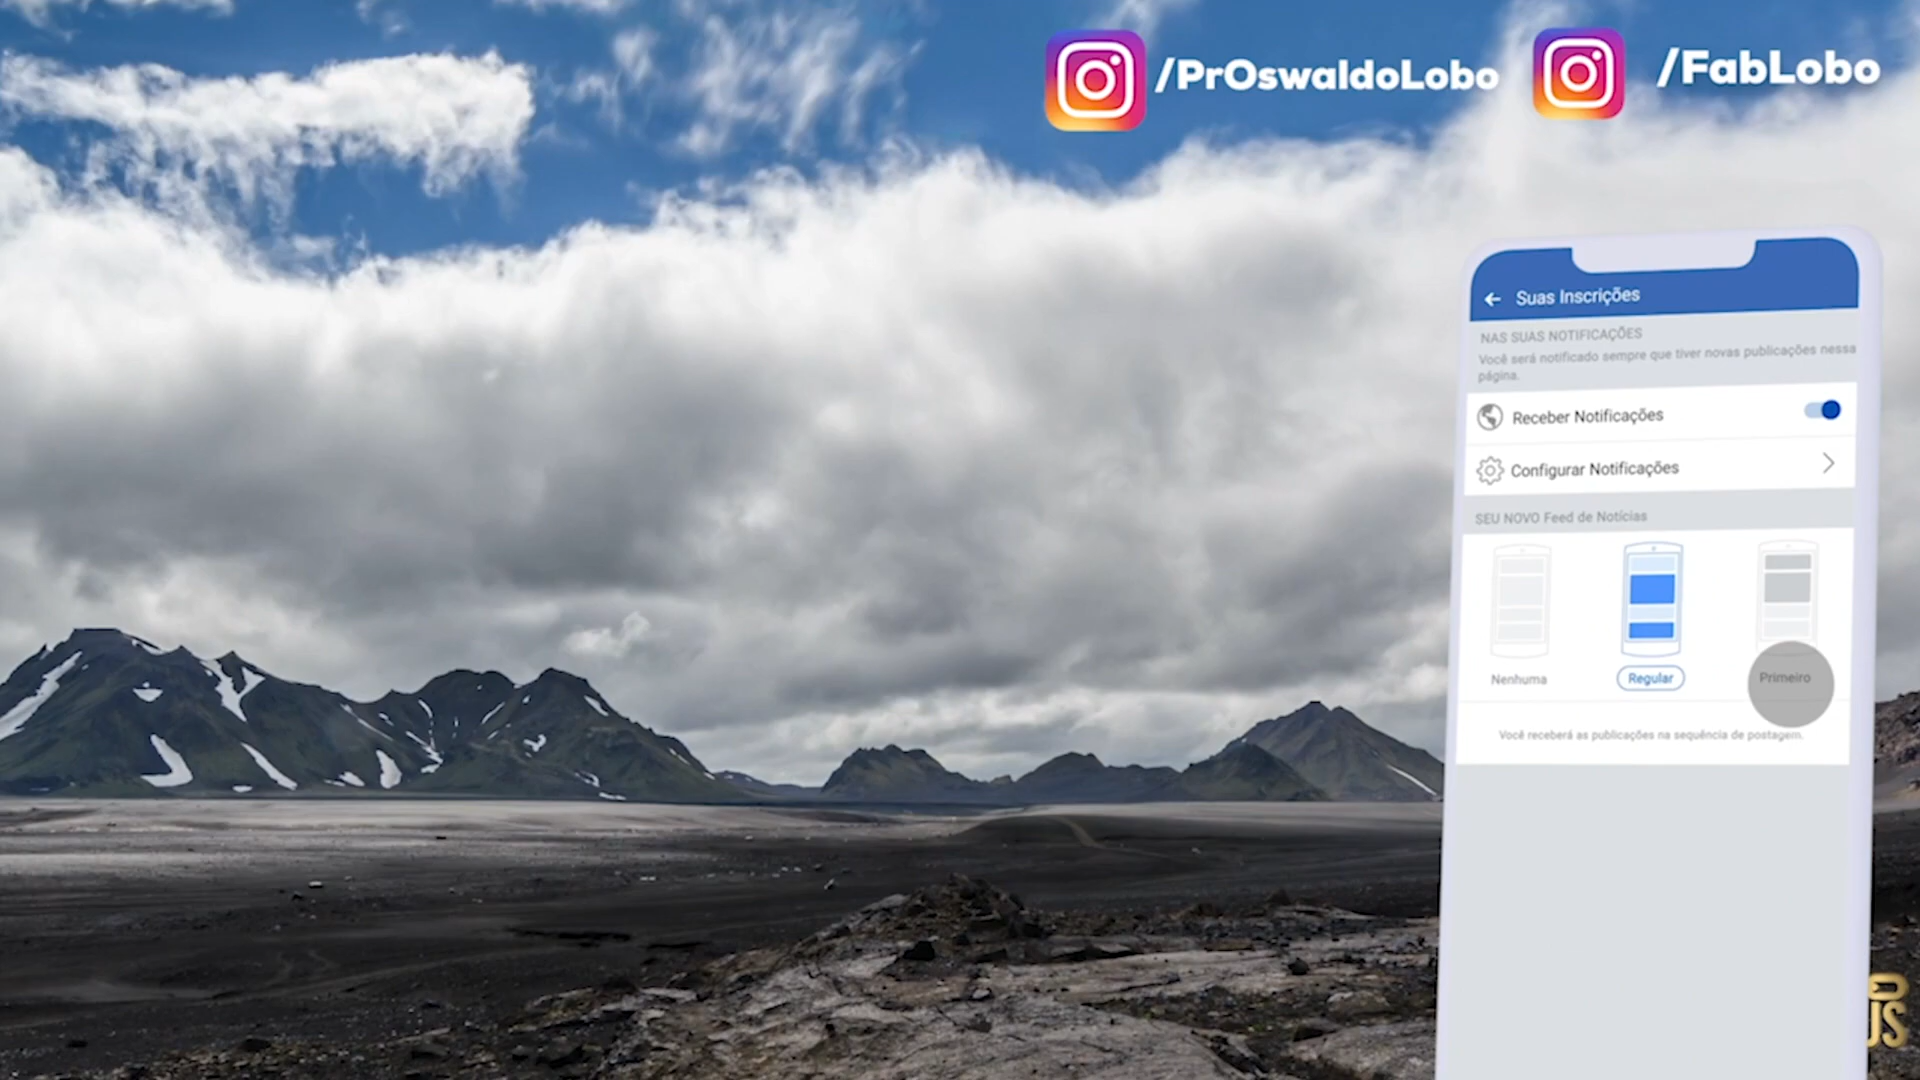 /PrOswaldoLobo
/FabLobo
Suas Inscrições
NAS SUAS NOTIFICAÇÕES
Você será notificado sempre que tiver novas publicações nessa
página.
Receber Notificações
Configurar Notificações
SEU NOVO Feed de Notícias
Nenhuma
Regular
Primeiro
Você receberá as publicações na sequência de postagem.